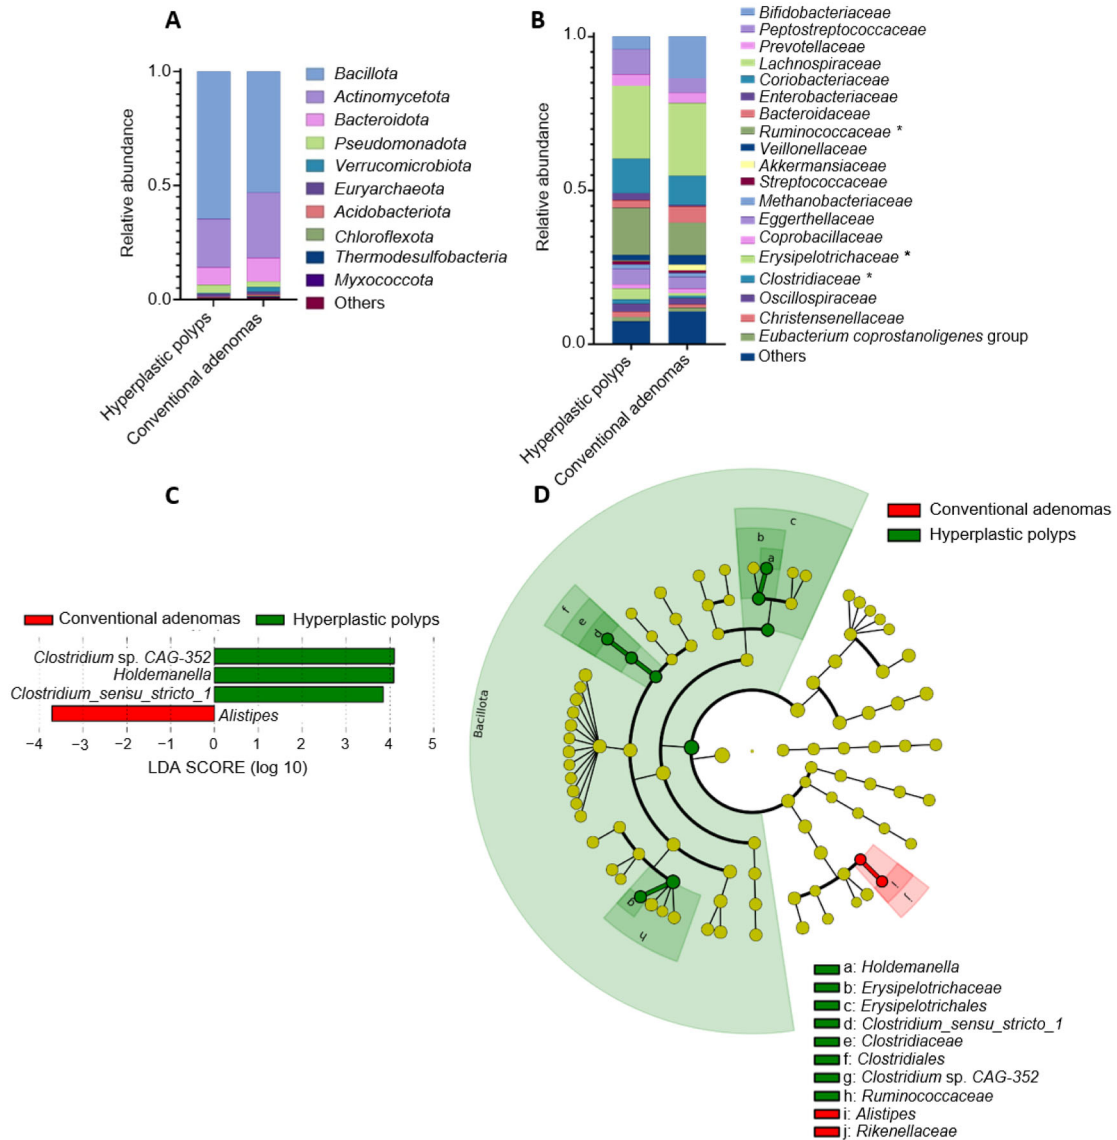 A
Relative abundance
1.0
0.5
0.0
Hyperplastic polyps
Conventional adenomas
Bacillota
Actinomycetota
Bacteroidota
Pseudomonadota
Verrucomicrobiota
Euryarchaeota
Acidobacteriota
Chloroflexota
Thermodesulfobacteria
Myxococcota
Others
B
Relative abundance
1.0
0.5
0.0
Hyperplastic polyps
Conventional adenomas
Bifidobacteriaceae
Peptostreptococcaceae
Prevotellaceae
Lachnospiraceae
Coriobacteriaceae
Enterobacteriaceae
Bacteroidaceae
Ruminococcaceae *
Veillonellaceae
Akkermansiaceae
Streptococcaceae
Methanobacteriaceae
Eggerthellaceae
Coprobacillaceae
Erysipelotrichaceae *
Clostridiaceae *
Oscillospiraceae
Christensenellaceae
Eubacterium coprostanoligenes group
Others
C
Conventional adenomas Hyperplastic polyps
Clostridium sp. CAG-352
Holdemanella
Clostridium_sensu_stricto_1
Alistipes
−4 −3 −2 −1 0 1 2 3 4 5
LDA SCORE (log 10)
D
Conventional adenomas
Hyperplastic polyps
Bacillota
c
b
a
f
e
d
g
h
i
j
a: Holdemanella
b: Erysipelotrichaceae
c: Erysipelotrichales
d: Clostridium_sensu_stricto_1
e: Clostridiaceae
f: Clostridiales
g: Clostridium sp. CAG-352
h: Ruminococcaceae
i: Alistipes
j: Rikenellaceae